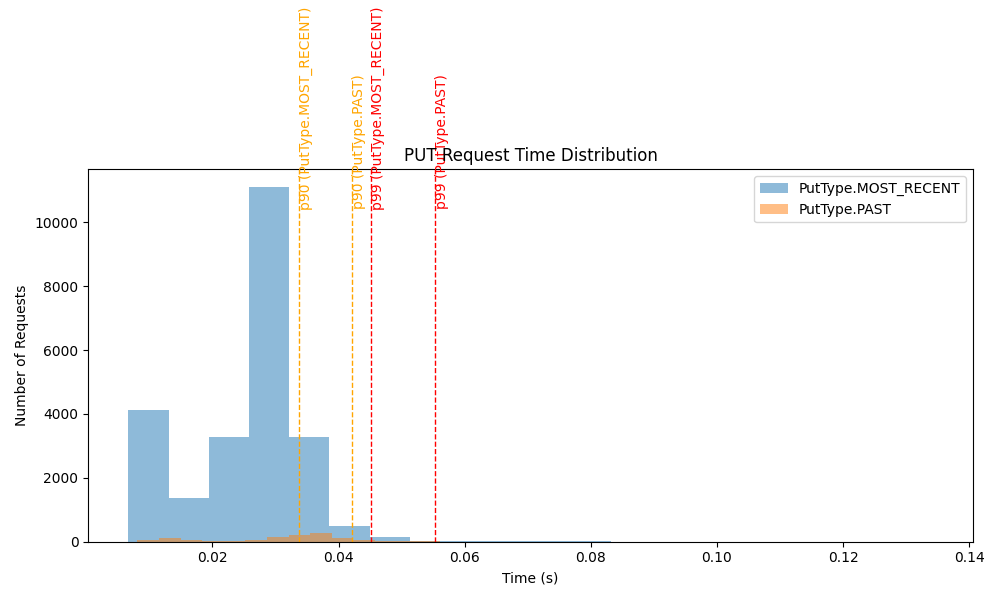 p90 (PutType.MOST_RECENT)
p90 (PutType.PAST)
p99 (PutType.MOST_RECENT)
p99 (PutType.PAST)
PUT Request Time Distribution
PutType.MOST_RECENT
PutType.PAST
Number of Requests
10000
8000
6000
4000
2000
0
0.02
0.04
0.06
0.08
0.10
0.12
0.14
Time (s)